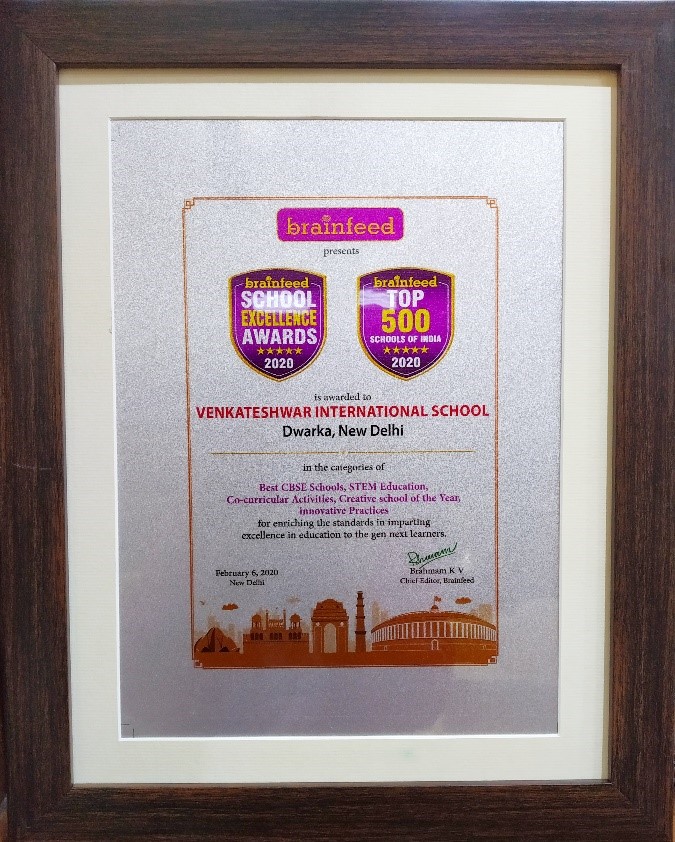 brainfeed
presents
brainfeed
SCHOOL
EXCELLENCE
AWARDS
2020
brainfeed
TOP
500
SCHOOLS OF INDIA
2020
is awarded to
VENKATESHWAR INTERNATIONAL SCHOOL
Dwarka, New Delhi
in the categories of
Best CBSE Schools, STEM Education,
Co-curricular Activities, Creative school of the Year,
Innovative Practices
for enriching the standards in imparting
excellence in education to the gen next learners.
February 6, 2020
New Delhi
Brahmam K V
Chief Editor, Brainfeed